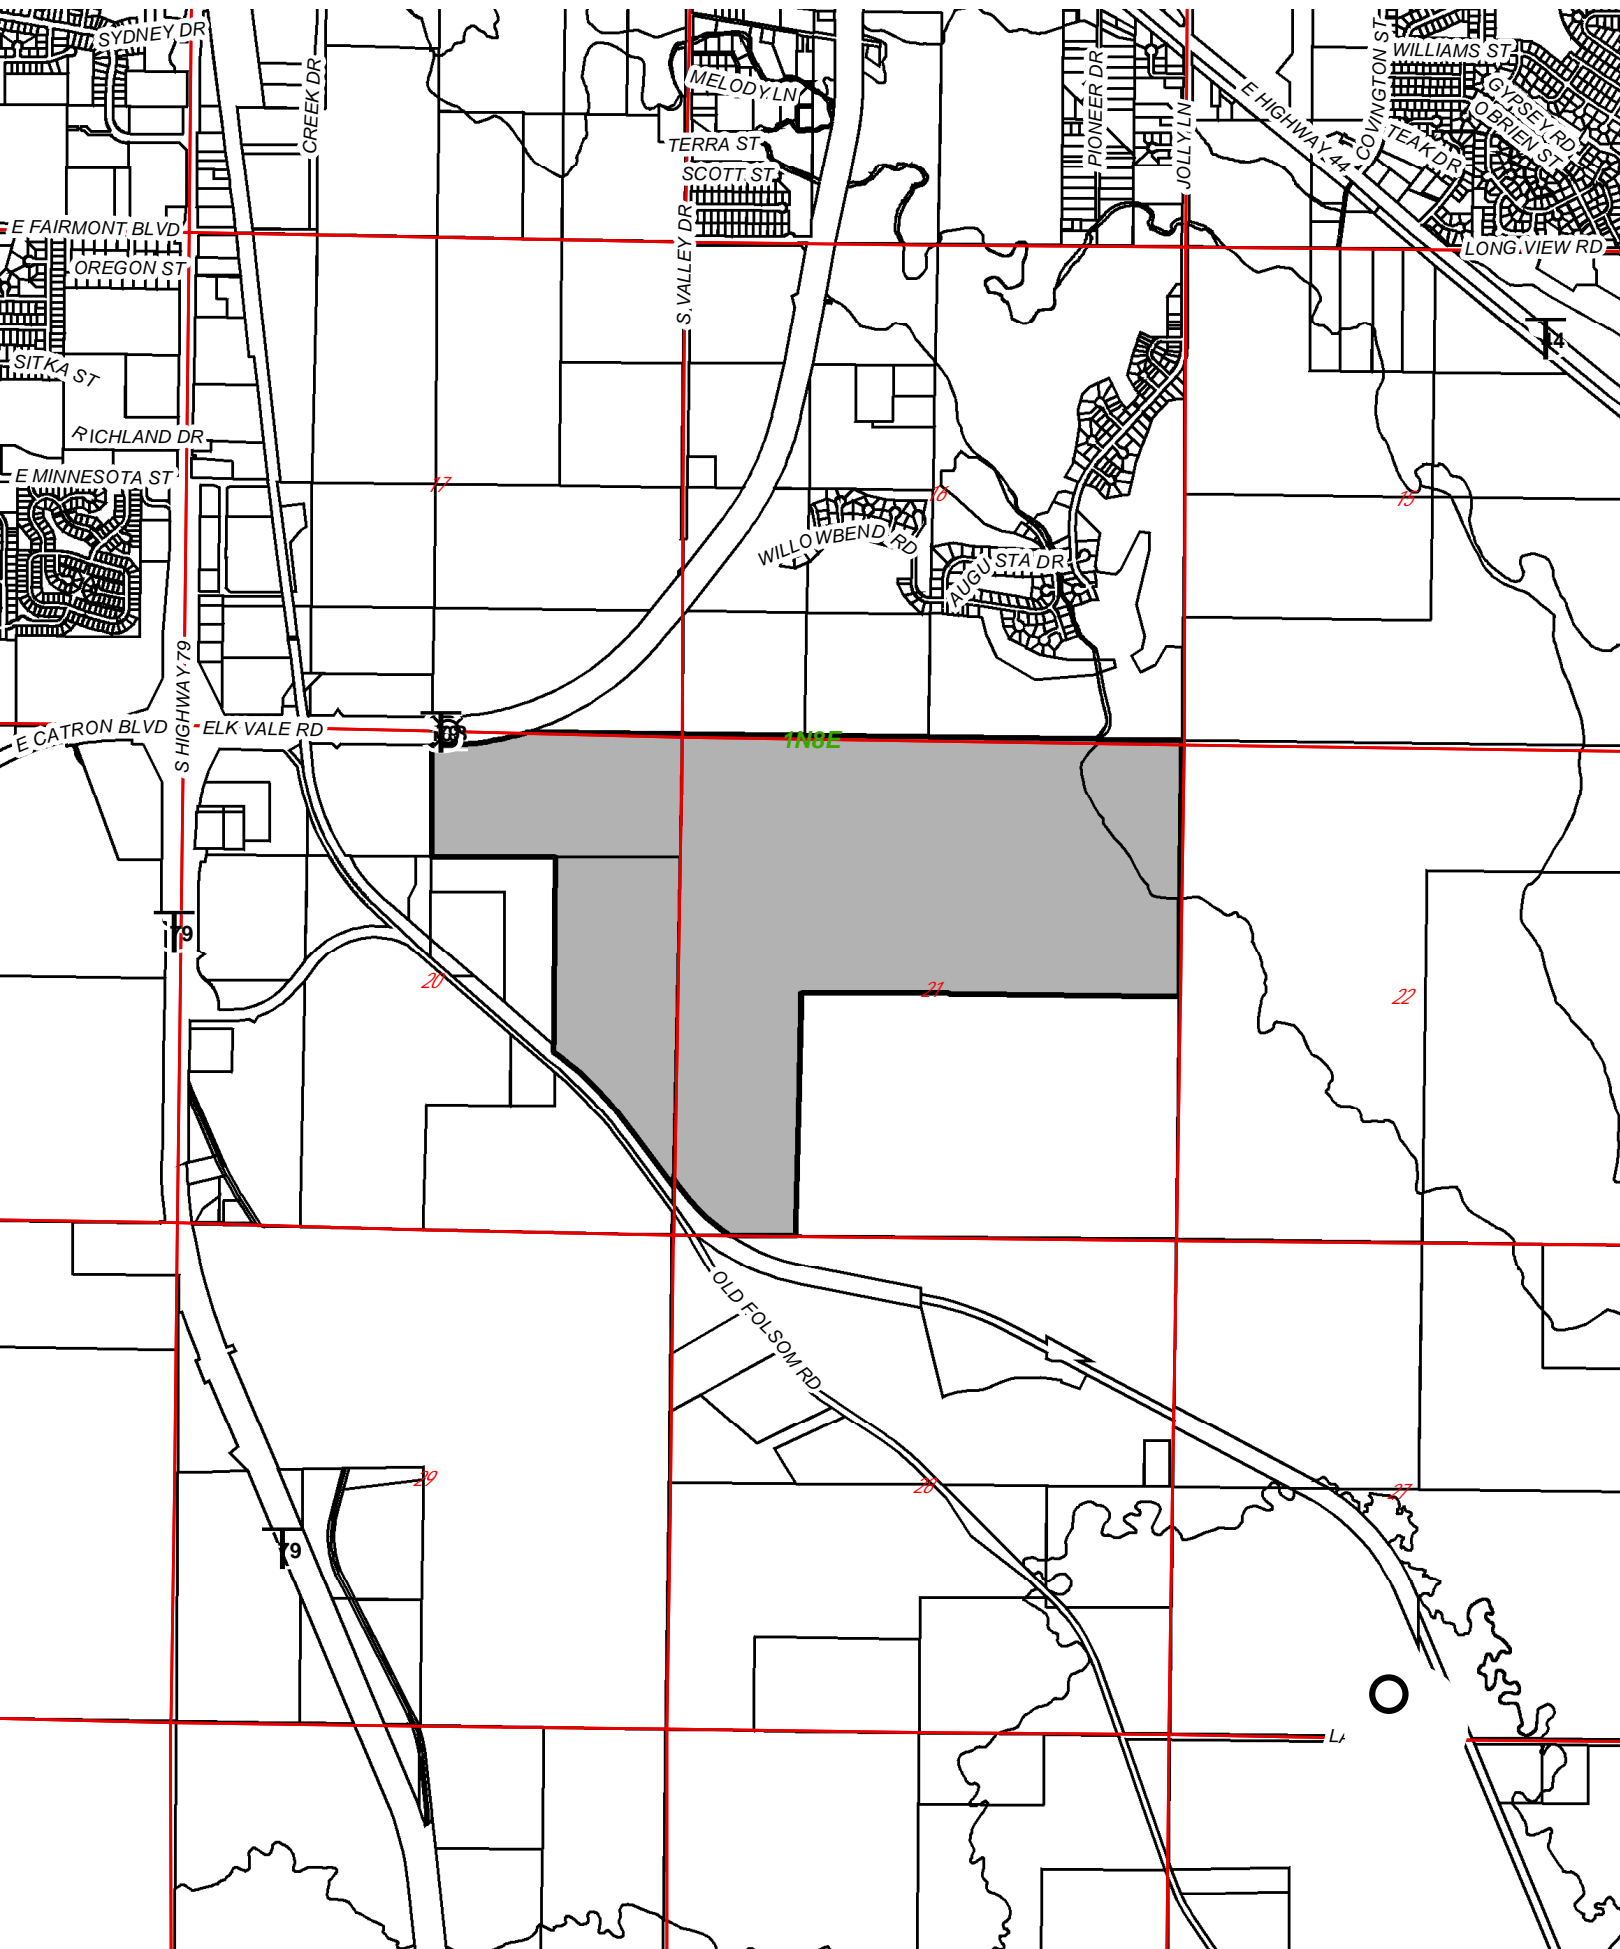 SYDNEY DR
CREEK DR
MELODY LN
TERRA ST
SCOTT ST
S VALLEY DR
PIONEER DR
JOLLY LN
E HIGHWAY 44
COVINGTON ST
WILLIAMS ST
GYPSEY RD
O'BRIEN ST
TEAK DR
LONG VIEW RD
E FAIRMONT BLVD
OREGON ST
SITKA ST
44
RICHLAND DR
E MINNESOTA ST
17
16
15
WILLOWBEND RD
AUGUSTA DR
S HIGHWAY 79
E CATRON BLVD
ELK VALE RD
1N8E
79
20
21
22
OLD FOLSOM RD
29
28
27
79